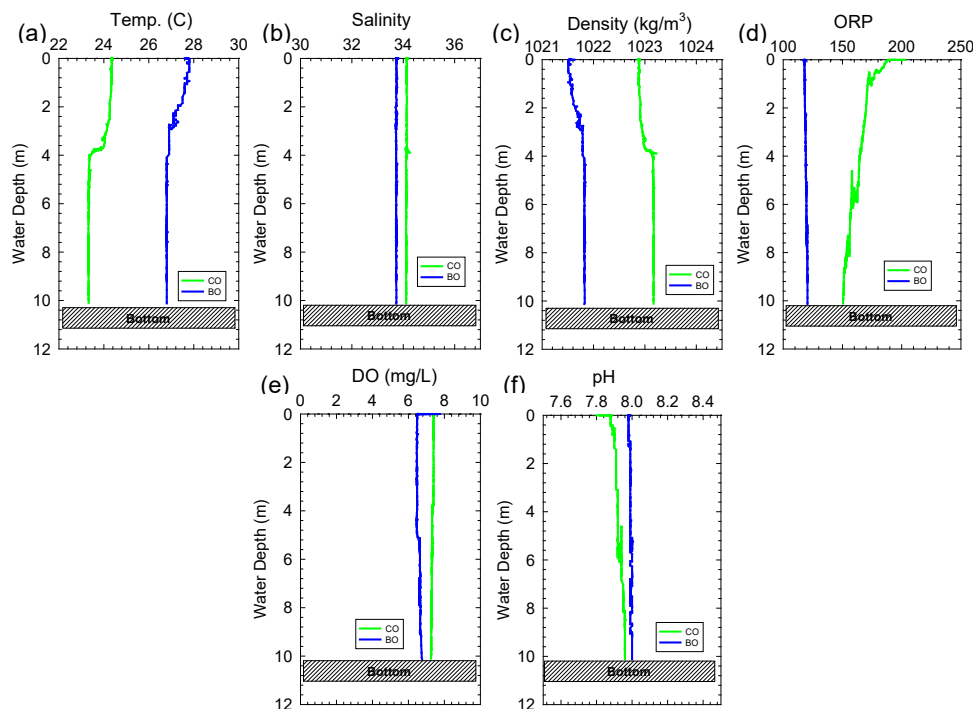 (a) Temp. (C)
22 24 26 28 30
Water Depth (m)
0
2
4
6
8
10
12
CO
BO
Bottom
(b) Salinity
30 32 34 36
0
2
4
6
8
10
12
Water Depth (m)
CO
BO
Bottom
(c) Density (kg/m³)
1021 1022 1023 1024
0
2
4
6
8
10
12
Water Depth (m)
CO
BO
Bottom
(d) ORP
100 150 200 250
0
2
4
6
8
10
12
Water Depth (m)
CO
BO
Bottom
(e) DO (mg/L)
0 2 4 6 8 10
0
2
4
6
8
10
12
Water Depth (m)
CO
BO
Bottom
(f) pH
7.6 7.8 8.0 8.2 8.4
0
2
4
6
8
10
12
Water Depth (m)
CO
BO
Bottom